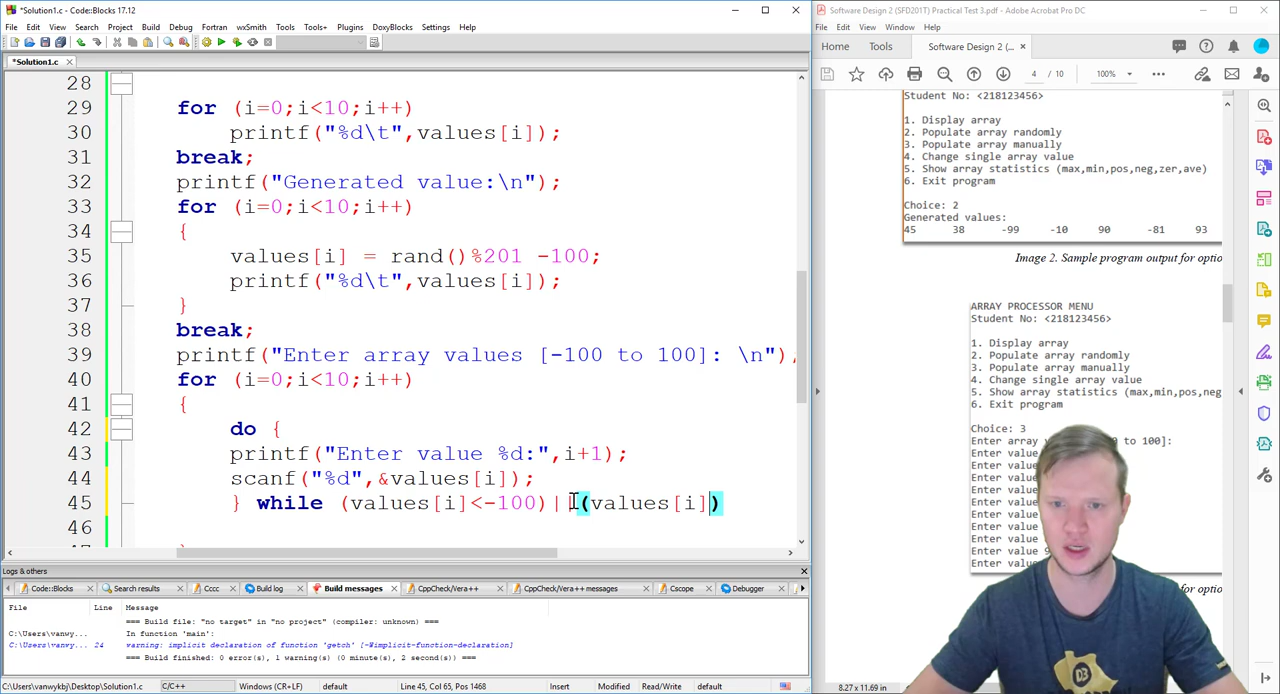 *Solution1.c - Code::Blocks 17.12
File Edit View Search Project Build Debug Fortran wxSmith Tools Tools+ Plugins DoxyBlocks Settings Help
*Solution1.c
28
29 for (i=0;i<10;i++)
30 printf("%d\t",values[i]);
31 break;
32 printf("Generated value:\n");
33 for (i=0;i<10;i++)
34 {
35 values[i] = rand()%201 -100;
36 printf("%d\t",values[i]);
37 }
38 break;
39 printf("Enter array values [-100 to 100]: \n")
40 for (i=0;i<10;i++)
41 {
42 do {
43 printf("Enter value %d:",i+1);
44 scanf("%d",&values[i]);
45 } while (values[i]<-100)||(values[i])
46
Logs & others
Code::Blocks Search results Cccc Build log Build messages CppCheck/Vera++ CppCheck/Vera++ messages Cscope Debugger
File Line Message
=== Build file: "no target" in "no project" (compiler: unknown) ===
C:\Users\vanwy... In function 'main':
C:\Users\vanwy... 24 warning: implicit declaration of function 'getch' [-Wimplicit-function-declaration]
=== Build finished: 0 error(s), 1 warning(s) (0 minute(s), 2 second(s)) ===
C:\Users\vanwykbj\Desktop\Solution1.c C/C++ Windows (CR+LF) default Line 45, Col 65, Pos 1468 Insert Modified Read/Write default
Software Design 2 (SFD201T) Practical Test 3.pdf - Adobe Acrobat Pro DC
File Edit View Window Help
Home Tools Software Design 2 (...
4 / 10 100%
Student No: <218123456>
1. Display array
2. Populate array randomly
3. Populate array manually
4. Change single array value
5. Show array statistics (max,min,pos,neg,zer,ave)
6. Exit program
Choice: 2
Generated values:
45 38 -99 -10 90 -81 93
Image 2. Sample program output for optio
ARRAY PROCESSOR MENU
Student No: <218123456>
1. Display array
2. Populate array randomly
3. Populate array manually
4. Change single array value
5. Show array statistics (max,min,pos,neg
6. Exit program
Choice: 3
Enter array v 0 to 100]:
Enter value
Enter valu
Enter valu
Enter valu
Enter valu
Enter valu
Enter valu
Enter value
Enter value 9
Enter value
for optio
8.27 x 11.69 in